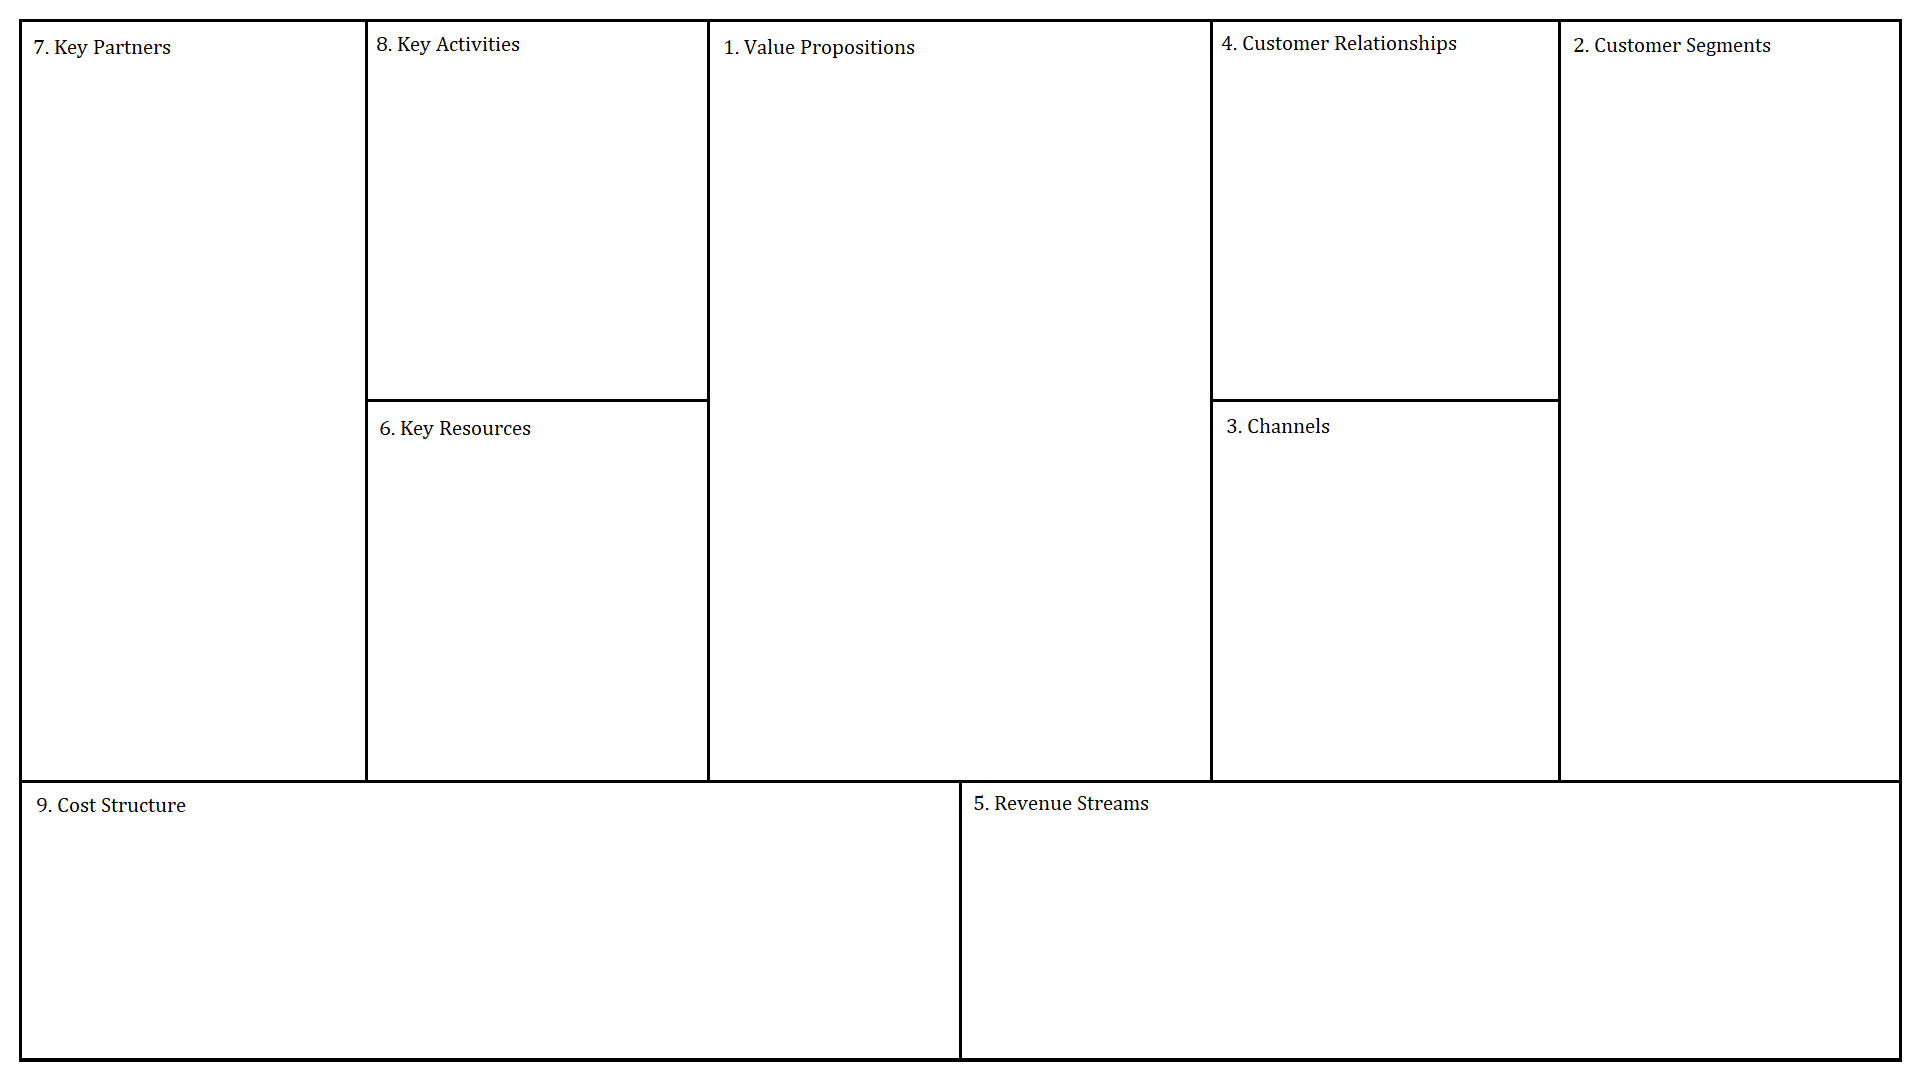 7. Key Partners
8. Key Activities
1. Value Propositions
4. Customer Relationships
2. Customer Segments
6. Key Resources
3. Channels
9. Cost Structure
5. Revenue Streams